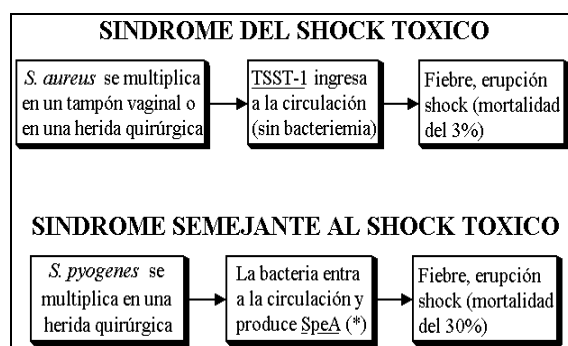 SINDROME DEL SHOCK TOXICO
S. aureus se multiplica
en un tampón vaginal o
en una herida quirúrgica
TSST-1 ingresa
a la circulación
(sin bacteriemia)
Fiebre, erupción
shock (mortalidad
del 3%)
SINDROME SEMEJANTE AL SHOCK TOXICO
S. pyogenes se
multiplica en una
herida quirúrgica
La bacteria entra
a la circulación y
produce SpeA (*)
Fiebre, erupción
shock (mortalidad
del 30%)